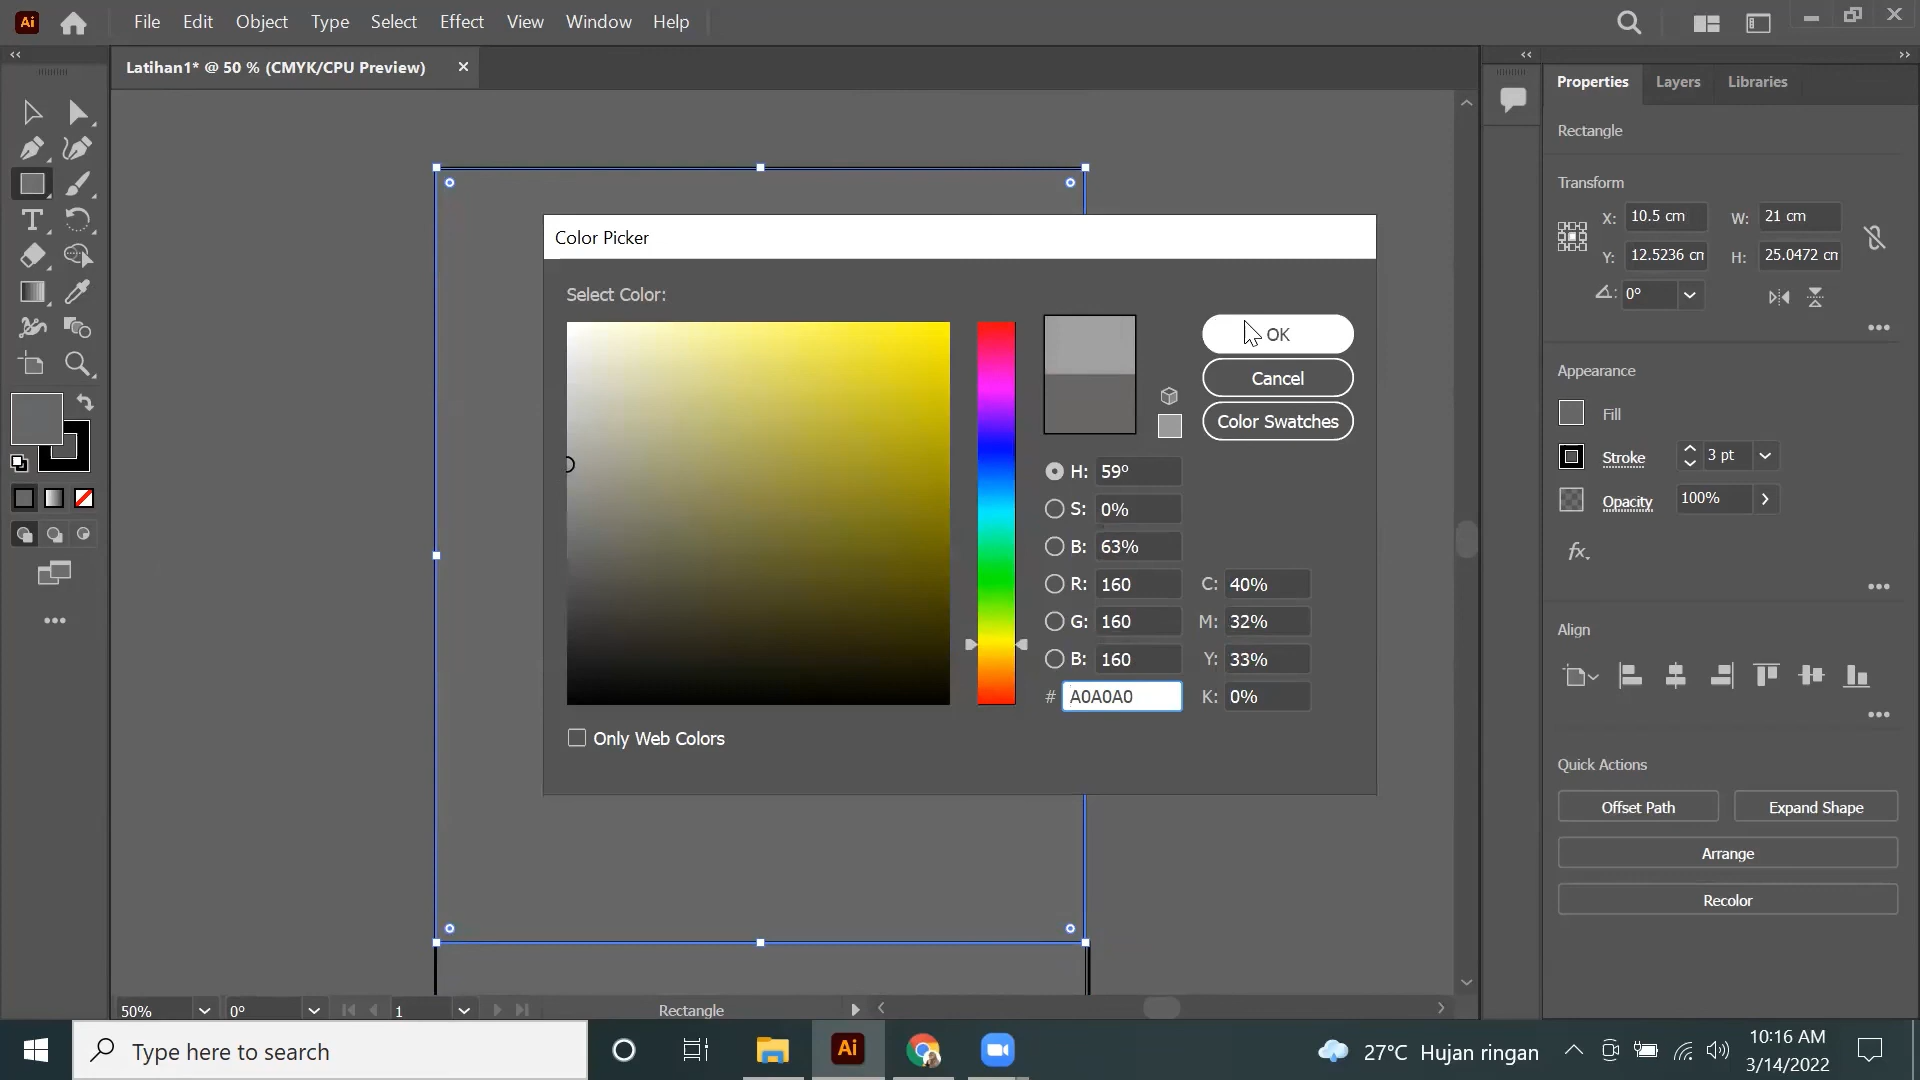 Ai File Edit Object Type Select Effect View Window Help
Latihan1* @ 50 % (CMYK/CPU Preview) ×
Properties Layers Libraries
Rectangle
Transform
X: 10.5 cm W: 21 cm
Y: 12.5236 cm H: 25.0472 cm
0°
Appearance
Fill
Stroke 3 pt
Opacity 100%
fx.
Align
Quick Actions
Offset Path Expand Shape
Arrange
Recolor
Color Picker
Select Color:
OK
Cancel
Color Swatches
H: 59°
S: 0%
B: 63%
R: 160 C: 40%
G: 160 M: 32%
B: 160 Y: 33%
# A0A0A0 K: 0%
Only Web Colors
50% 0° 1 Rectangle
Type here to search
Ai
27°C Hujan ringan
10:16 AM
3/14/2022